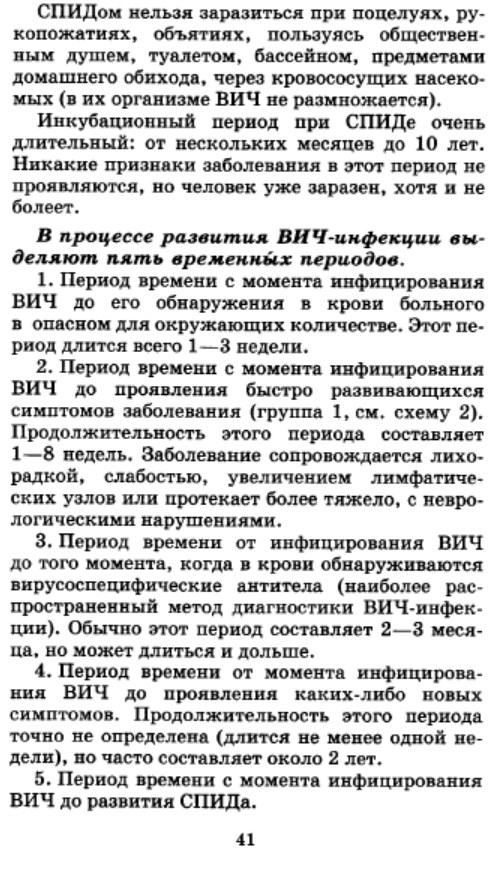 СПИДом нельзя заразиться при поцелуях, ру-
копожатиях, объятиях, пользуясь обществен-
ным душем, туалетом, бассейном, предметами
домашнего обихода, через кровососущих насеко-
мых (в их организме ВИЧ не размножается).
Инкубационный период при СПИДе очень
длительный: от нескольких месяцев до 10 лет.
Никакие признаки заболевания в этот период не
проявляются, но человек уже заразен, хотя и не
болеет.
В процессе развития ВИЧ-инфекции вы-
деляют пять временны́х периодов.
1. Период времени с момента инфицирования
ВИЧ до его обнаружения в крови больного
в опасном для окружающих количестве. Этот пе-
риод длится всего 1—3 недели.
2. Период времени с момента инфицирования
ВИЧ до проявления быстро развивающихся
симптомов заболевания (группа 1, см. схему 2).
Продолжительность этого периода составляет
1—8 недель. Заболевание сопровождается лихо-
радкой, слабостью, увеличением лимфатиче-
ских узлов или протекает более тяжело, с невро-
логическими нарушениями.
3. Период времени от инфицирования ВИЧ
до того момента, когда в крови обнаруживаются
вирусоспецифические антитела (наиболее рас-
пространенный метод диагностики ВИЧ-инфек-
ции). Обычно этот период составляет 2—3 меся-
ца, но может длиться и дольше.
4. Период времени от момента инфицирова-
ния ВИЧ до проявления каких-либо новых
симптомов. Продолжительность этого периода
точно не определена (длится не менее одной не-
дели), но часто составляет около 2 лет.
5. Период времени с момента инфицирования
ВИЧ до развития СПИДа.
41